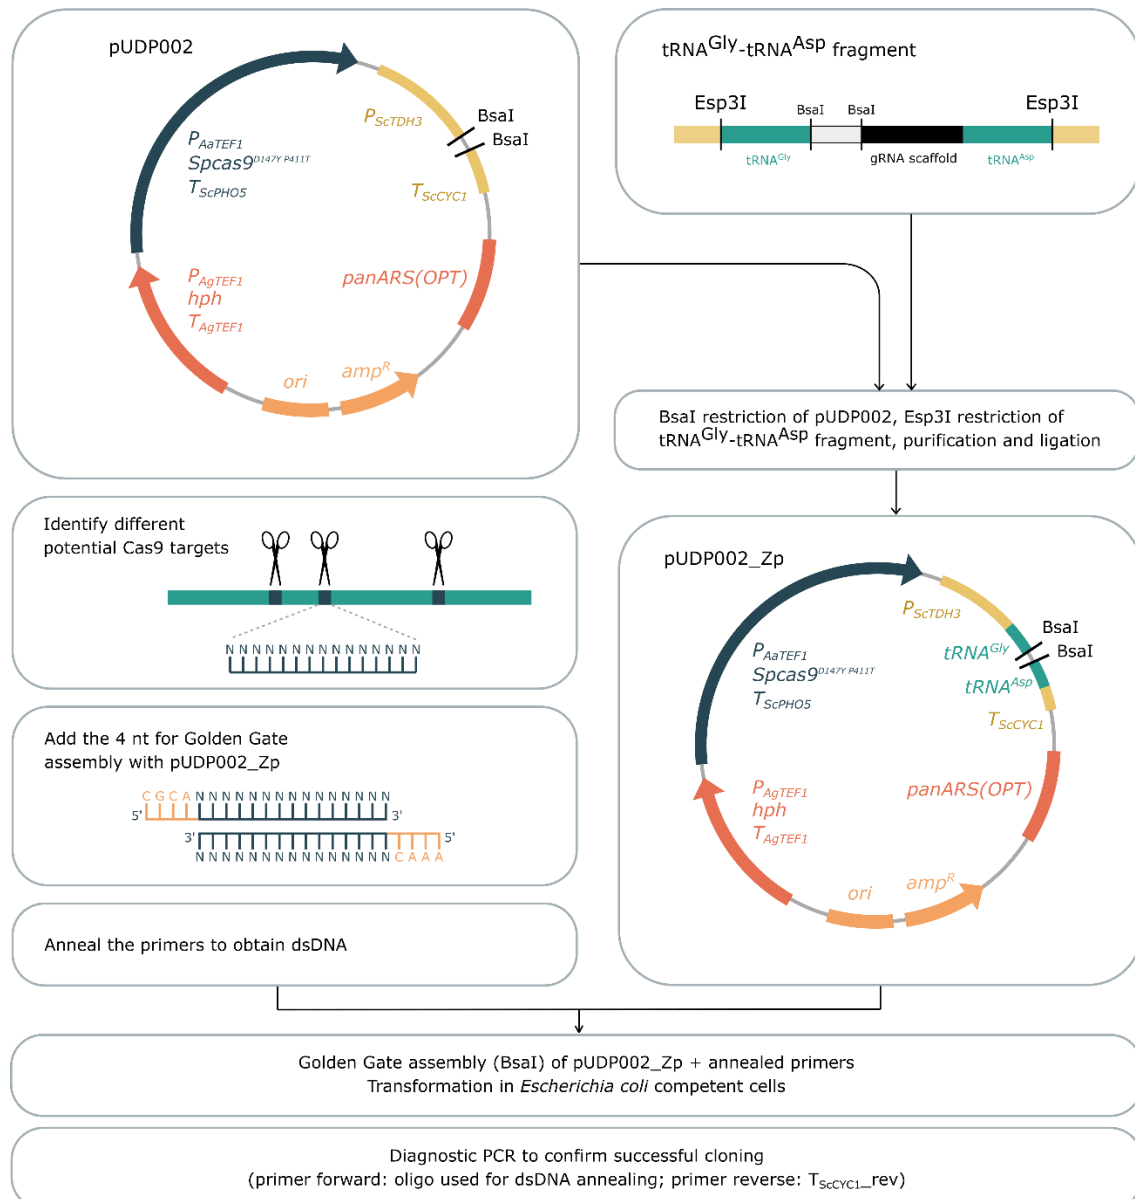 pUDP002
P_AaTEF1
Spcas9^D147Y P411T
T_ScPHO5
P_ScTDH3
BsaI
BsaI
T_ScCYC1
P_AgTEF1
hph
T_AgTEF1
panARS(OPT)
ori
amp^R
tRNA^Gly-tRNA^Asp fragment
Esp3I
BsaI
BsaI
Esp3I
tRNA^Gly
gRNA scaffold
tRNA^Asp
BsaI restriction of pUDP002, Esp3I restriction of
tRNA^Gly-tRNA^Asp fragment, purification and ligation
Identify different
potential Cas9 targets
N N N N N N N N N N N N N N N
Add the 4 nt for Golden Gate
assembly with pUDP002_Zp
C G C A N N N N N N N N N N N N N N N
5' 3'
3' 5'
N N N N N N N N N N N N N N N C A A A
Anneal the primers to obtain dsDNA
pUDP002_Zp
P_ScTDH3
BsaI
BsaI
tRNA^Gly
tRNA^Asp
T_ScCYC1
P_AaTEF1
Spcas9^D147Y P411T
T_ScPHO5
P_AgTEF1
hph
T_AgTEF1
panARS(OPT)
ori
amp^R
Golden Gate assembly (BsaI) of pUDP002_Zp + annealed primers
Transformation in Escherichia coli competent cells
Diagnostic PCR to confirm successful cloning
(primer forward: oligo used for dsDNA annealing; primer reverse: T_ScCYC1_rev)